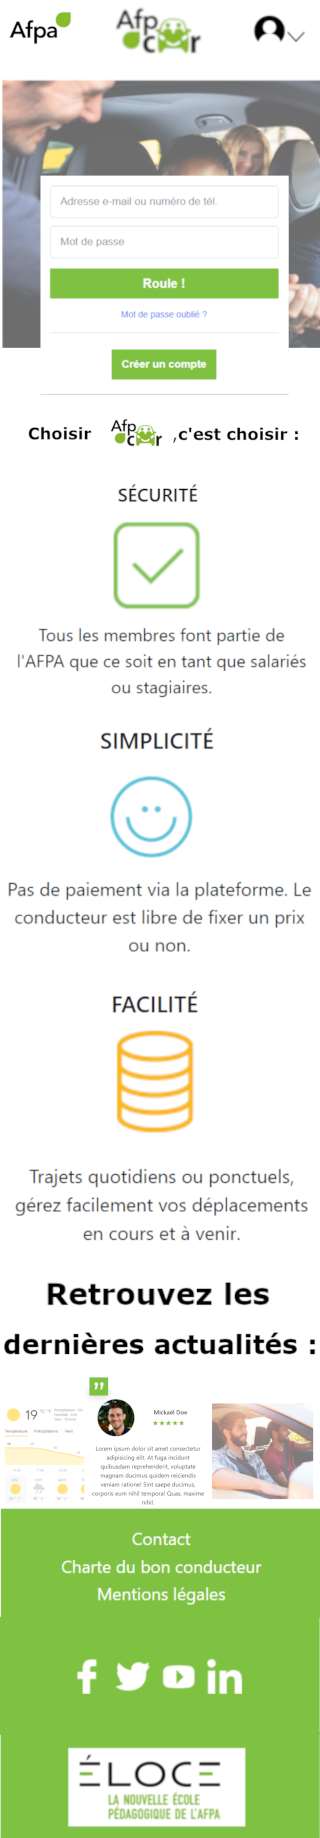 Afpa
Afp
car
Adresse e-mail ou numéro de tél.
Mot de passe
Roule !
Mot de passe oublié ?
Créer un compte
Choisir Afp car ,c'est choisir :
SÉCURITÉ
Tous les membres font partie de
l'AFPA que ce soit en tant que salariés
ou stagiaires.
SIMPLICITÉ
Pas de paiement via la plateforme. Le
conducteur est libre de fixer un prix
ou non.
FACILITÉ
Trajets quotidiens ou ponctuels,
gérez facilement vos déplacements
en cours et à venir.
Retrouvez les
dernières actualités :
19
Mickaël Doe
Lorem ipsum dolor sit amet consectetur
adipisicing elit. At fuga incidunt
quibusdam reprehenderit, voluptate
magnam ducimus quidem reiciendis
veniam ratione! Sint saepe ducimus,
corporis eum nihil tempora! Quas, maxime
nihil
Contact
Charte du bon conducteur
Mentions légales
ÉLOCE
LA NOUVELLE ÉCOLE
PÉDAGOGIQUE DE L'AFPA